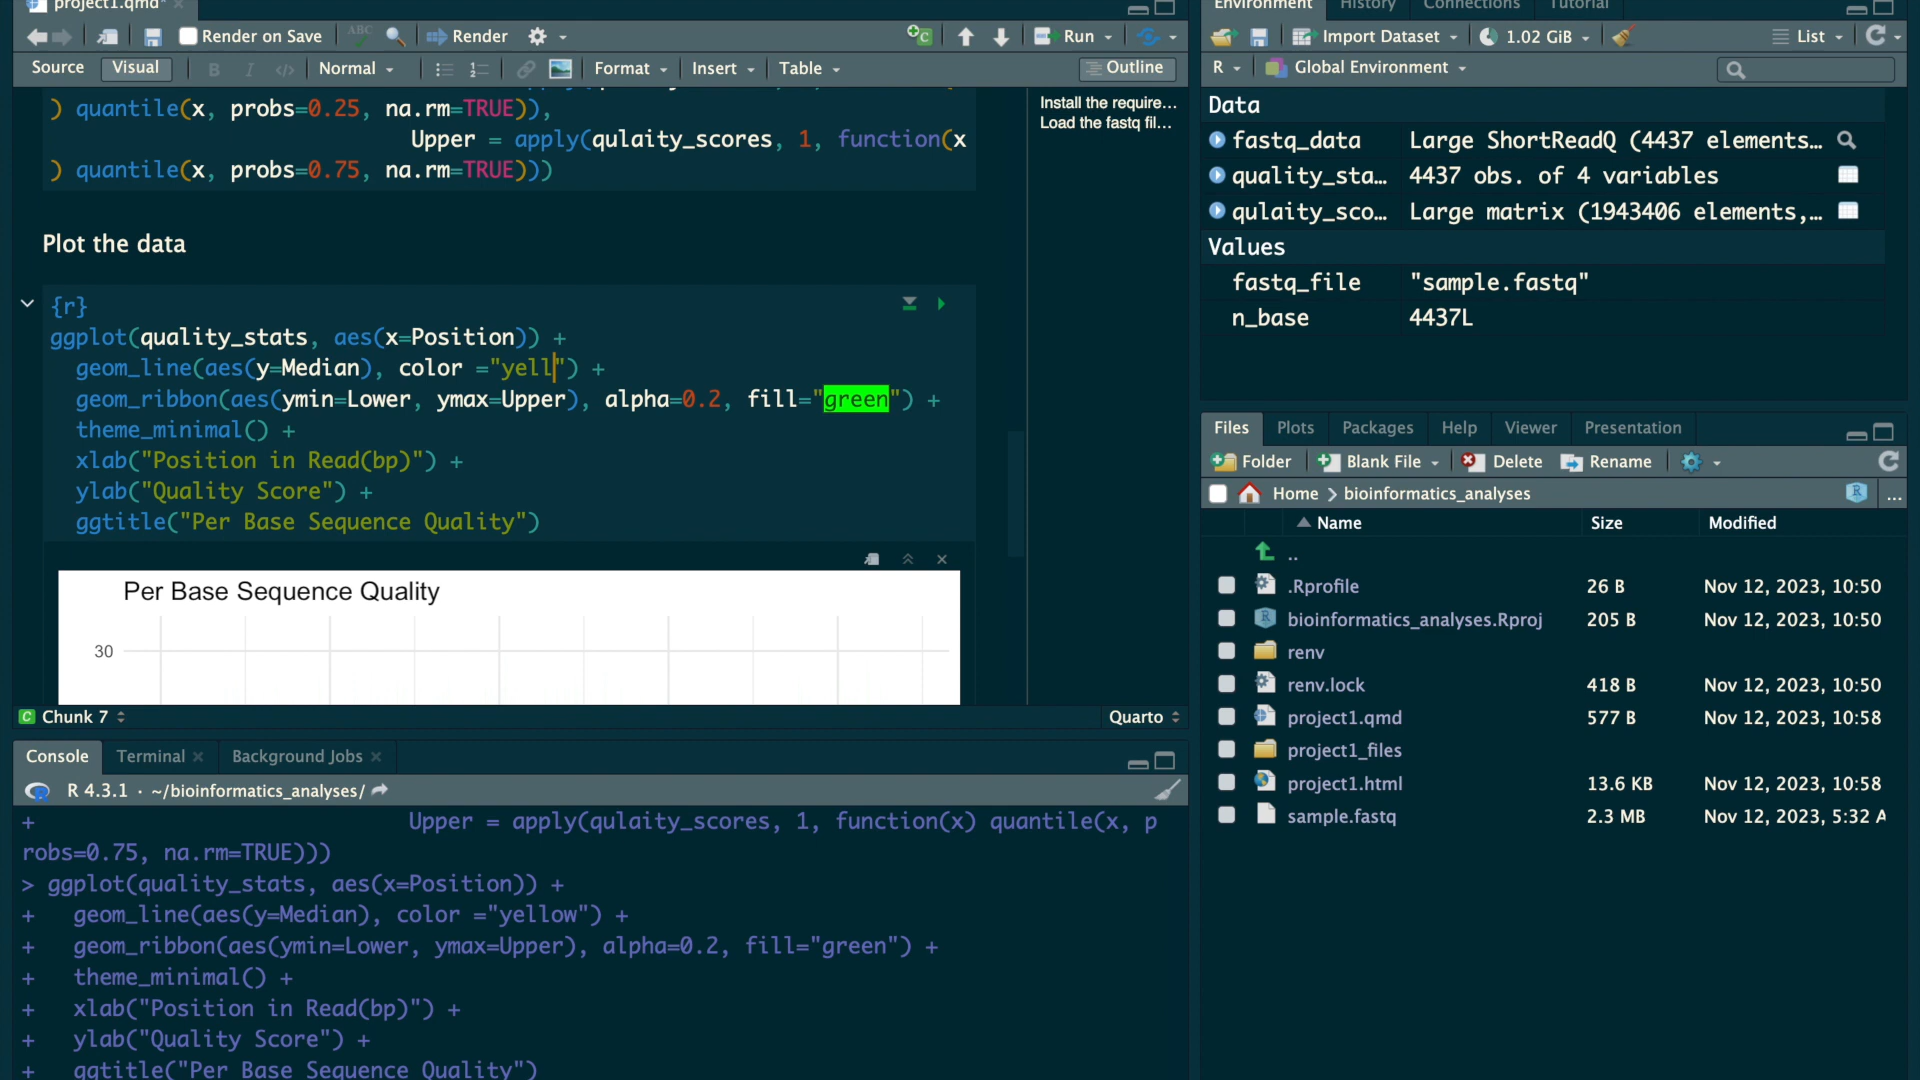 project1.qmd*
Environment History Connections Tutorial
Render on Save ABC Render Run
Import Dataset 1.02 GiB List
Source Visual B I </> Normal Format Insert Table Outline
R Global Environment
) quantile(x, probs=0.25, na.rm=TRUE)),
Upper = apply(qulaity_scores, 1, function(x
) quantile(x, probs=0.75, na.rm=TRUE)))
Install the require...
Load the fastq fil...
Data
fastq_data Large ShortReadQ (4437 elements...
quality_sta... 4437 obs. of 4 variables
qulaity_sco... Large matrix (1943406 elements,...
Values
fastq_file "sample.fastq"
n_base 4437L
Plot the data
{r}
ggplot(quality_stats, aes(x=Position)) +
geom_line(aes(y=Median), color ="yell") +
geom_ribbon(aes(ymin=Lower, ymax=Upper), alpha=0.2, fill="green") +
theme_minimal() +
xlab("Position in Read(bp)") +
ylab("Quality Score") +
ggtitle("Per Base Sequence Quality")
Per Base Sequence Quality
30
C Chunk 7 Quarto
Files Plots Packages Help Viewer Presentation
Folder Blank File Delete Rename
Home bioinformatics_analyses R ...
Name Size Modified
..
.Rprofile 26 B Nov 12, 2023, 10:50
bioinformatics_analyses.Rproj 205 B Nov 12, 2023, 10:50
renv
renv.lock 418 B Nov 12, 2023, 10:50
project1.qmd 577 B Nov 12, 2023, 10:58
project1_files
project1.html 13.6 KB Nov 12, 2023, 10:58
sample.fastq 2.3 MB Nov 12, 2023, 5:32 A
Console Terminal Background Jobs
R 4.3.1 · ~/bioinformatics_analyses/
+ Upper = apply(qulaity_scores, 1, function(x) quantile(x, p
robs=0.75, na.rm=TRUE)))
> ggplot(quality_stats, aes(x=Position)) +
+ geom_line(aes(y=Median), color ="yellow") +
+ geom_ribbon(aes(ymin=Lower, ymax=Upper), alpha=0.2, fill="green") +
+ theme_minimal() +
+ xlab("Position in Read(bp)") +
+ ylab("Quality Score") +
+ ggtitle("Per Base Sequence Quality")